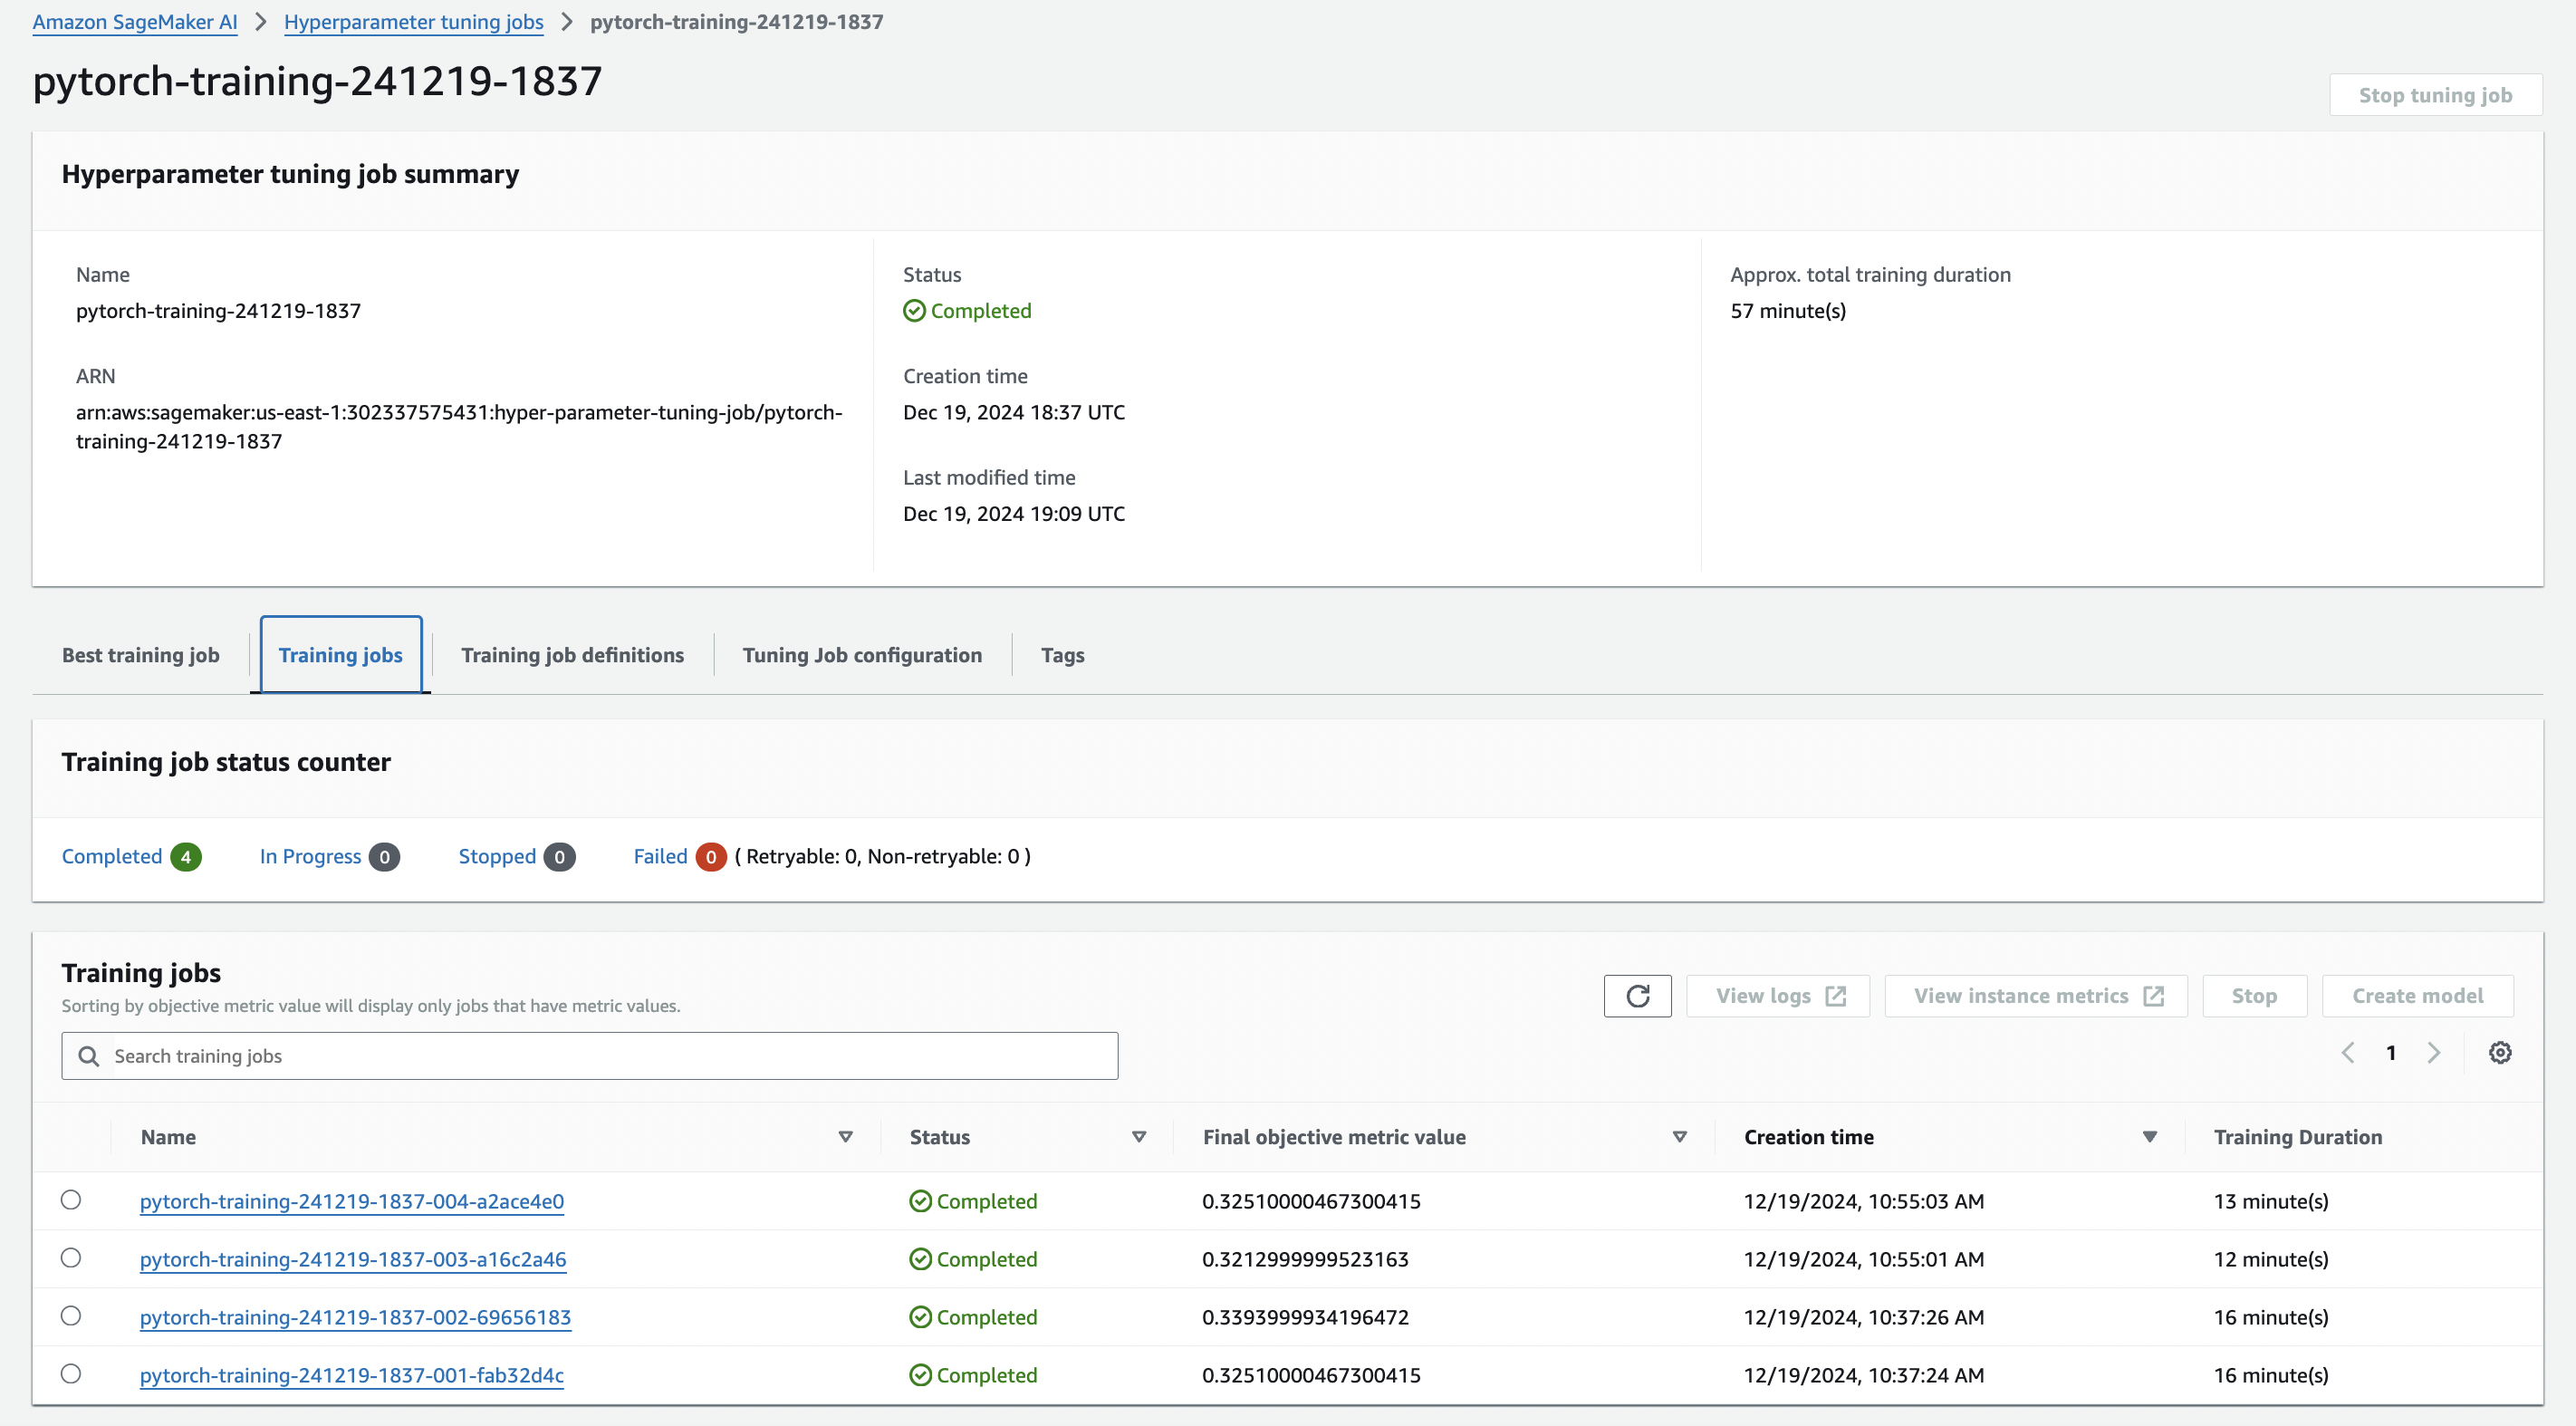 Amazon SageMaker AI > Hyperparameter tuning jobs > pytorch-training-241219-1837
pytorch-training-241219-1837
Stop tuning job
Hyperparameter tuning job summary
Name
pytorch-training-241219-1837
ARN
arn:aws:sagemaker:us-east-1:302337575431:hyper-parameter-tuning-job/pytorch-
training-241219-1837
Status
Completed
Creation time
Dec 19, 2024 18:37 UTC
Last modified time
Dec 19, 2024 19:09 UTC
Approx. total training duration
57 minute(s)
Best training job Training jobs Training job definitions Tuning Job configuration Tags
Training job status counter
Completed 4 In Progress 0 Stopped 0 Failed 0 ( Retryable: 0, Non-retryable: 0 )
Training jobs
Sorting by objective metric value will display only jobs that have metric values.
View logs View instance metrics Stop Create model
Search training jobs
1
Name Status Final objective metric value Creation time Training Duration
pytorch-training-241219-1837-004-a2ace4e0 Completed 0.32510000467300415 12/19/2024, 10:55:03 AM 13 minute(s)
pytorch-training-241219-1837-003-a16c2a46 Completed 0.3212999999523163 12/19/2024, 10:55:01 AM 12 minute(s)
pytorch-training-241219-1837-002-69656183 Completed 0.3393999934196472 12/19/2024, 10:37:26 AM 16 minute(s)
pytorch-training-241219-1837-001-fab32d4c Completed 0.32510000467300415 12/19/2024, 10:37:24 AM 16 minute(s)